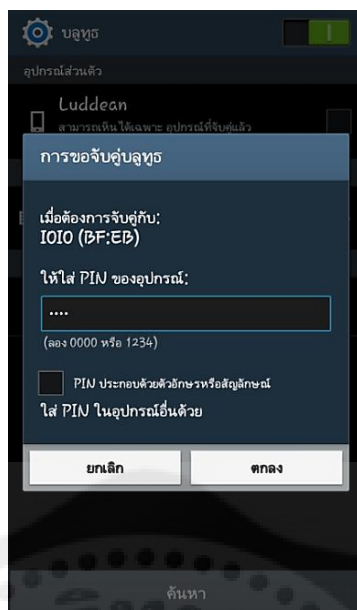 บลูทูธ
อุปกรณ์ส่วนตัว
Luddean
สามารถเห็นได้เฉพาะ อุปกรณ์ที่จับคู่แล้ว
การขอจับคู่บลูทูธ
เมื่อต้องการจับคู่กับ:
IOIO (BF:EB)
ให้ใส่ PIN ของอุปกรณ์:
....
(ลอง 0000 หรือ 1234)
PIN ประกอบด้วยตัวอักษรหรือสัญลักษณ์
ใส่ PIN ในอุปกรณ์อื่นด้วย
ยกเลิก
ตกลง
ค้นหา